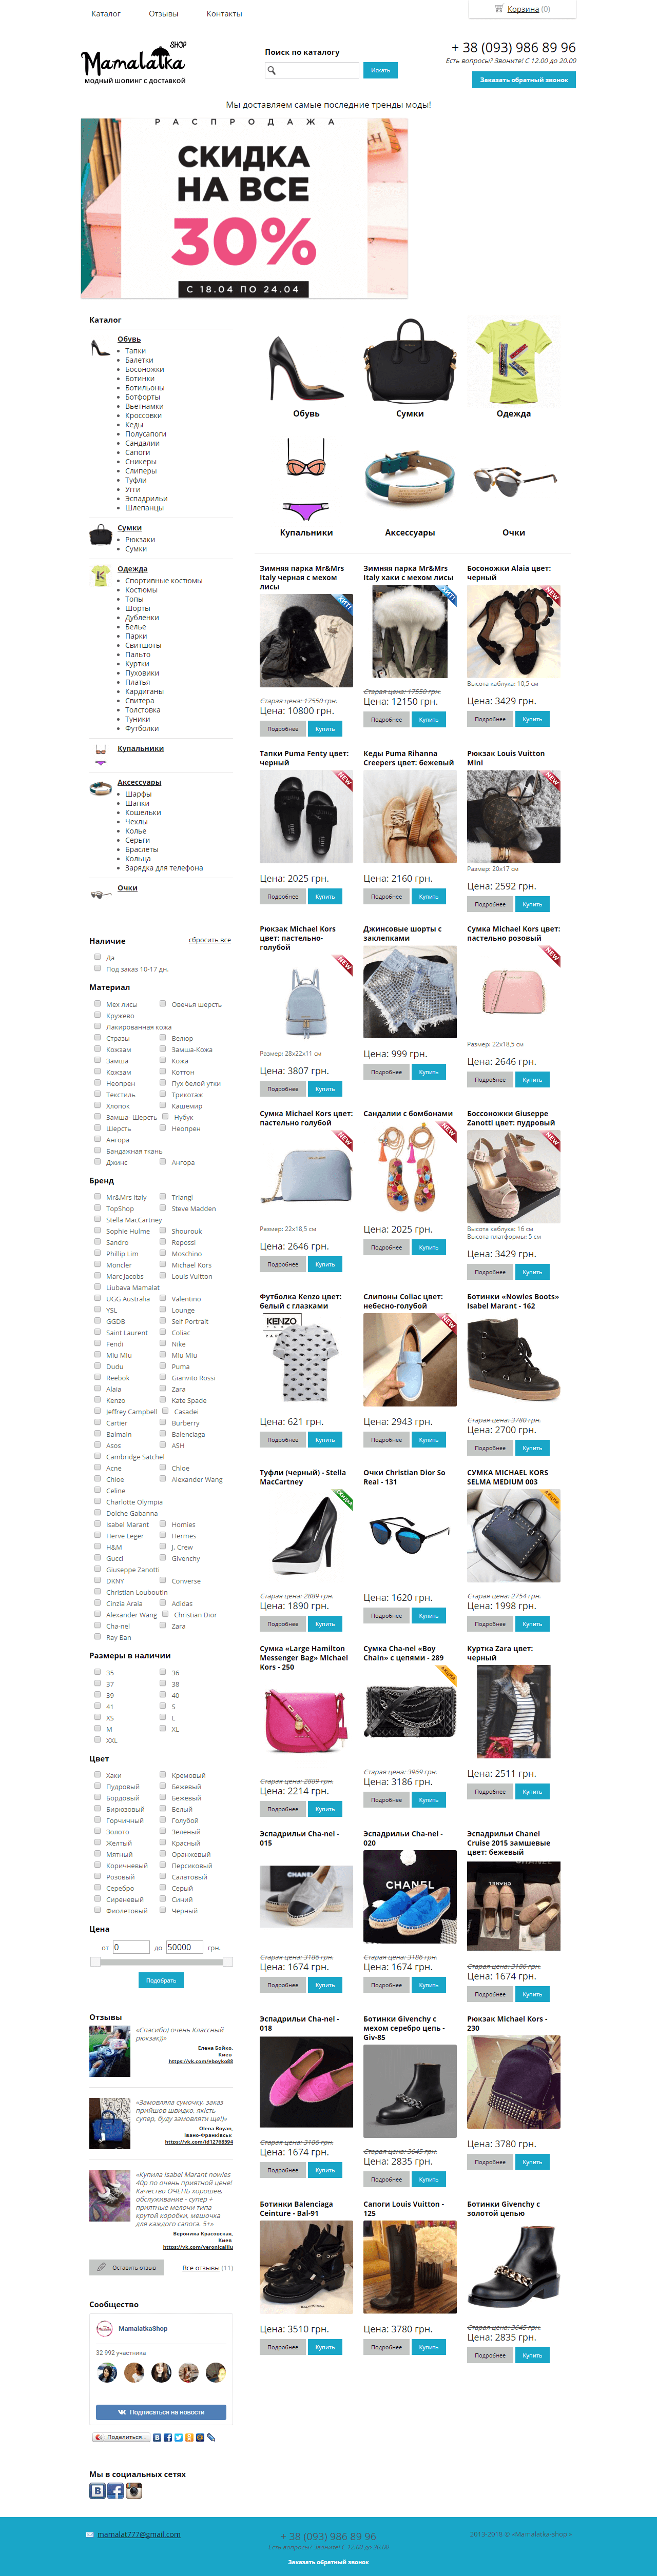 Каталог
Отзывы
Контакты
Корзина (0)
Mamalatka SHOP
модный шопинг с доставкой
Поиск по каталогу
Искать
+ 38 (093) 986 89 96
Есть вопросы? Звоните! С 12.00 до 20.00
Заказать обратный звонок
Мы доставляем самые последние тренды моды!
РАСПРОДАЖА
СКИДКА
НА ВСЕ
30%
С 18.04 ПО 24.04
Каталог
Обувь
Тапки
Балетки
Босоножки
Ботинки
Ботильоны
Ботфорты
Вьетнамки
Кроссовки
Кеды
Полусапоги
Сандалии
Сапоги
Сникеры
Слиперы
Туфли
Угги
Эспадрильи
Шлепанцы
Сумки
Рюкзаки
Сумки
Одежда
Спортивные костюмы
Костюмы
Топы
Шорты
Дубленки
Белье
Парки
Свитшоты
Пальто
Куртки
Пуховики
Платья
Кардиганы
Свитера
Толстовка
Туники
Футболки
Купальники
Аксессуары
Шарфы
Шапки
Кошельки
Чехлы
Колье
Серьги
Браслеты
Кольца
Зарядка для телефона
Очки
Наличие
сбросить все
Да
Под заказ 10-17 дн.
Материал
Мех лисы
Овечья шерсть
Кружево
Лакированная кожа
Стразы
Велюр
Кожзам
Замша-Кожа
Замша
Кожа
Кожзам
Коттон
Неопрен
Пух белой утки
Текстиль
Трикотаж
Хлопок
Кашемир
Замша- Шерсть
Нубук
Шерсть
Неопрен
Ангора
Бандажная ткань
Джинс
Ангора
Бренд
Mr&Mrs Italy
Triangl
TopShop
Steve Madden
Stella MacCartney
Sophie Hulme
Shourouk
Sandro
Repossi
Phillip Lim
Moschino
Moncler
Michael Kors
Marc Jacobs
Louis Vuitton
Liubava Mamalat
UGG Australia
Valentino
YSL
Lounge
GGDB
Self Portrait
Saint Laurent
Coliac
Fendi
Nike
Miu Miu
Miu Miu
Dudu
Puma
Reebok
Gianvito Rossi
Alaia
Zara
Kenzo
Kate Spade
Jeffrey Campbell
Casadei
Cartier
Burberry
Balmain
Balenciaga
Asos
ASH
Cambridge Satchel
Acne
Chloe
Chloe
Alexander Wang
Celine
Charlotte Olympia
Dolche Gabanna
Isabel Marant
Homies
Herve Leger
Hermes
H&M
J. Crew
Gucci
Givenchy
Giuseppe Zanotti
DKNY
Converse
Christian Louboutin
Cinzia Araia
Adidas
Alexander Wang
Christian Dior
Cha-nel
Zara
Ray Ban
Размеры в наличии
35
36
37
38
39
40
41
S
XS
L
M
XL
XXL
Цвет
Хаки
Кремовый
Пудровый
Бежевый
Бордовый
Бежевый
Бирюзовый
Белый
Горчичный
Голубой
Золото
Зеленый
Желтый
Красный
Мятный
Оранжевый
Коричневый
Персиковый
Розовый
Салатовый
Серебро
Серый
Сиреневый
Синий
Фиолетовый
Черный
Цена
от 0 до 50000 грн.
Подобрать
Отзывы
«Спасибо) очень Классный рюкзак))»
Елена Бойко,
Киев
https://vk.com/eboyko88
«Замовляла сумочку, заказ прийшов швидко, якість супер, буду замовляти ще!)»
Olena Boyan,
Івано-Франківськ
https://vk.com/id12708594
«Купила Isabel Marant nowles 40р по очень приятной цене! Качество ОЧЕНЬ хорошее, обслуживание - супер + приятные мелочи типа крутой коробки, мешочка для каждого сапога. 5+»
Вероника Красовская,
Киев
https://vk.com/veronicalilu
Оставить отзыв
Все отзывы (11)
Сообщество
MamalatkaShop
32 992 участника
Подписаться на новости
Поделиться…
Мы в социальных сетях
Обувь
Сумки
Одежда
Купальники
Аксессуары
Очки
Зимняя парка Mr&Mrs Italy черная с мехом лисы
ХИТ!
Старая цена: 17550 грн.
Цена: 10800 грн.
Подробнее
Купить
Зимняя парка Mr&Mrs Italy хаки с мехом лисы
ХИТ!
Старая цена: 17550 грн.
Цена: 12150 грн.
Подробнее
Купить
Босоножки Alaia цвет: черный
NEW
Высота каблука: 10,5 см
Цена: 3429 грн.
Подробнее
Купить
Тапки Puma Fenty цвет: черный
NEW
Цена: 2025 грн.
Подробнее
Купить
Кеды Puma Rihanna Creepers цвет: бежевый
Цена: 2160 грн.
Подробнее
Купить
Рюкзак Louis Vuitton Mini
NEW
Размер: 20х17 см
Цена: 2592 грн.
Подробнее
Купить
Рюкзак Michael Kors цвет: пастельно-голубой
NEW
Размер: 28х22х11 см
Цена: 3807 грн.
Подробнее
Купить
Джинсовые шорты с заклепками
Цена: 999 грн.
Подробнее
Купить
Сумка Michael Kors цвет: пастельно розовый
NEW
Размер: 22х18,5 см
Цена: 2646 грн.
Подробнее
Купить
Сумка Michael Kors цвет: пастельно голубой
NEW
Размер: 22х18,5 см
Цена: 2646 грн.
Подробнее
Купить
Сандалии с бомбонами
NEW
Цена: 2025 грн.
Подробнее
Купить
Боссоножки Giuseppe Zanotti цвет: пудровый
NEW
Высота каблука: 16 см
Высота платформы: 5 см
Цена: 3429 грн.
Подробнее
Купить
Футболка Kenzo цвет: белый с глазками
KENZO
Цена: 621 грн.
Подробнее
Купить
Слипоны Coliac цвет: небесно-голубой
NEW
Цена: 2943 грн.
Подробнее
Купить
Ботинки «Nowles Boots» Isabel Marant - 162
Старая цена: 3780 грн.
Цена: 2700 грн.
Подробнее
Купить
Туфли (черный) - Stella MacCartney
Старая цена: 2889 грн.
Цена: 1890 грн.
Подробнее
Купить
Очки Christian Dior So Real - 131
Цена: 1620 грн.
Подробнее
Купить
СУМКА MICHAEL KORS SELMA MEDIUM 003
АКЦИЯ
Старая цена: 2754 грн.
Цена: 1998 грн.
Подробнее
Купить
Сумка «Large Hamilton Messenger Bag» Michael Kors - 250
Старая цена: 2889 грн.
Цена: 2214 грн.
Подробнее
Купить
Сумка Cha-nel «Boy Chain» с цепями - 289
АКЦИЯ
Старая цена: 3969 грн.
Цена: 3186 грн.
Подробнее
Купить
Куртка Zara цвет: черный
Цена: 2511 грн.
Подробнее
Купить
Эспадрильи Cha-nel - 015
Старая цена: 3186 грн.
Цена: 1674 грн.
Подробнее
Купить
Эспадрильи Cha-nel - 020
CHANEL
Старая цена: 3186 грн.
Цена: 1674 грн.
Подробнее
Купить
Эспадрильи Chanel Cruise 2015 замшевые цвет: бежевый
CHANEL
Старая цена: 3186 грн.
Цена: 1674 грн.
Подробнее
Купить
Эспадрильи Cha-nel - 018
Старая цена: 3186 грн.
Цена: 1674 грн.
Подробнее
Купить
Ботинки Givenchy с мехом серебро цепь - Giv-85
Старая цена: 3645 грн.
Цена: 2835 грн.
Подробнее
Купить
Рюкзак Michael Kors - 230
Цена: 3780 грн.
Подробнее
Купить
Ботинки Balenciaga Ceinture - Bal-91
Цена: 3510 грн.
Подробнее
Купить
Сапоги Louis Vuitton - 125
Цена: 3780 грн.
Подробнее
Купить
Ботинки Givenchy с золотой цепью
Старая цена: 3645 грн.
Цена: 2835 грн.
Подробнее
Купить
mamalat777@gmail.com
+ 38 (093) 986 89 96
Есть вопросы? Звоните! С 12.00 до 20.00
Заказать обратный звонок